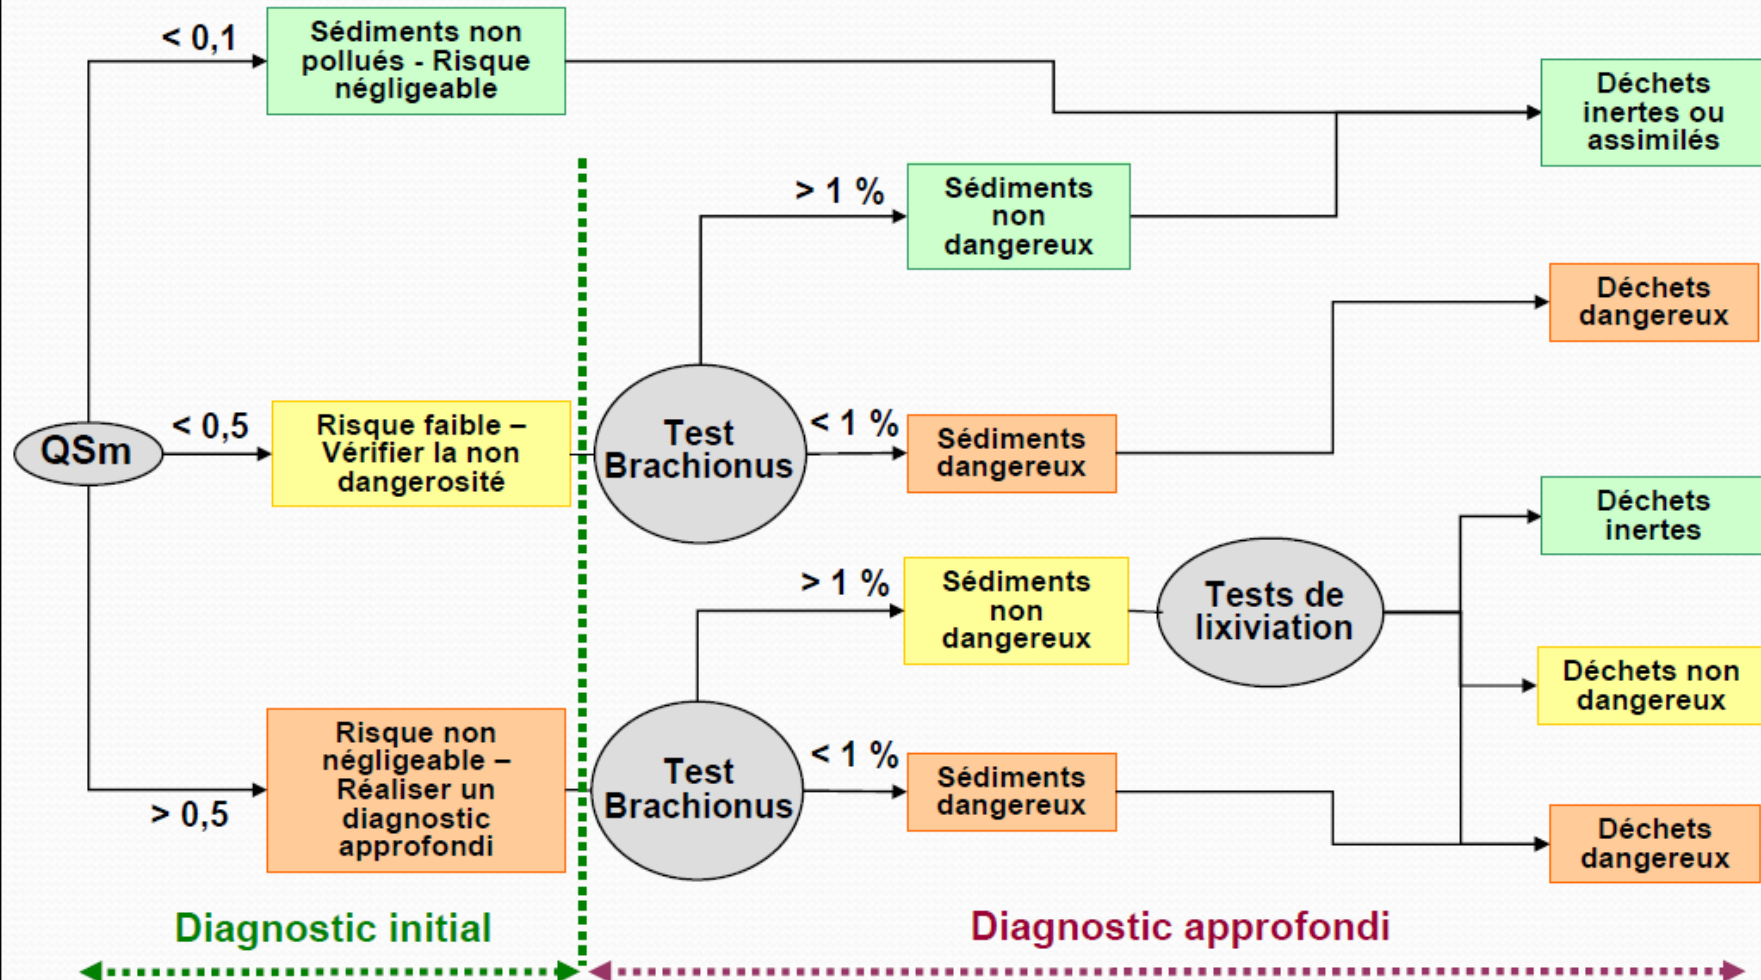 < 0,1
Sédiments non
pollués - Risque
négligeable
Déchets
inertes ou
assimilés
> 1 %
Sédiments
non
dangereux
Déchets
dangereux
QSm
< 0,5
Risque faible –
Vérifier la non
dangerosité
Test
Brachionus
< 1 %
Sédiments
dangereux
Déchets
inertes
> 1 %
Sédiments
non
dangereux
Tests de
lixiviation
Déchets non
dangereux
> 0,5
Risque non
négligeable –
Réaliser un
diagnostic
approfondi
Test
Brachionus
< 1 %
Sédiments
dangereux
Déchets
dangereux
Diagnostic initial
Diagnostic approfondi